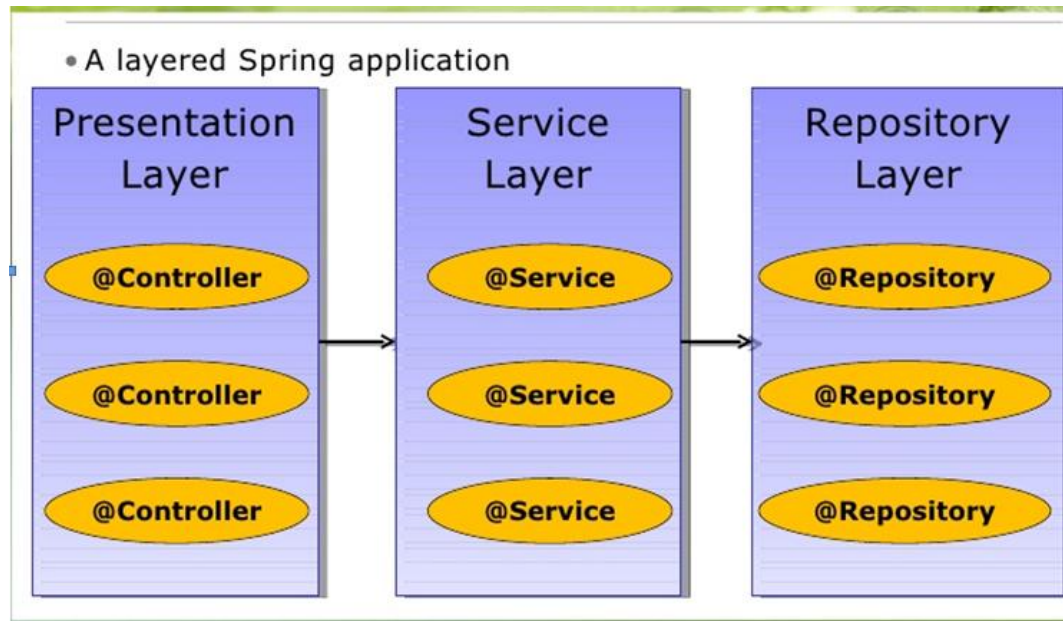 • A layered Spring application
Presentation
Layer
@Controller
@Controller
@Controller
Service
Layer
@Service
@Service
@Service
Repository
Layer
@Repository
@Repository
@Repository